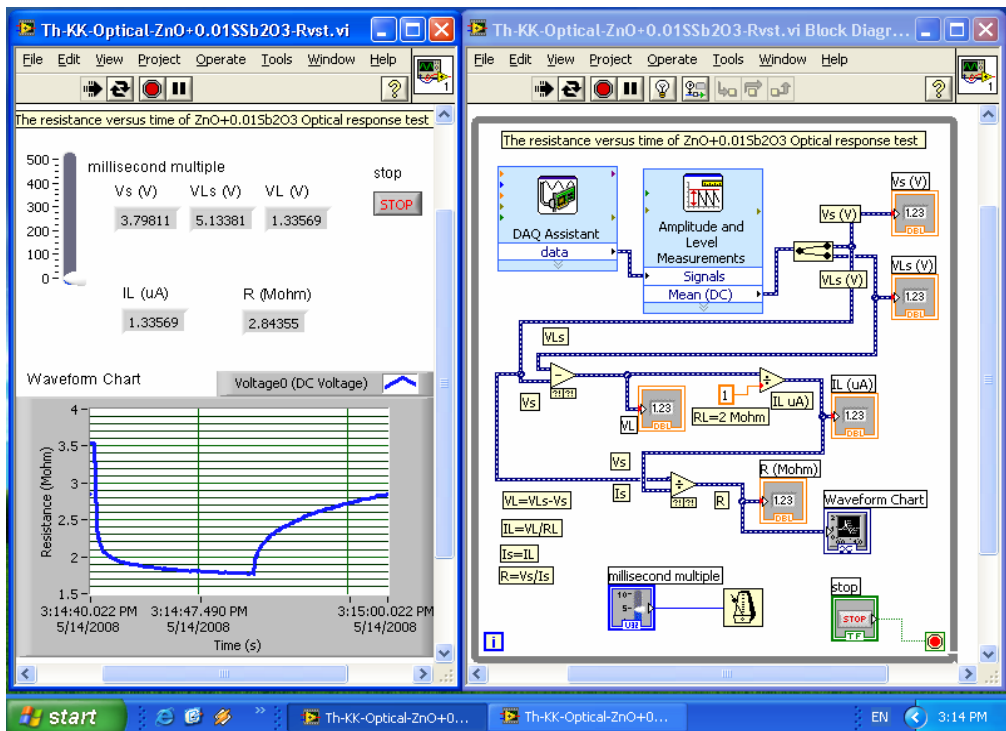 Th-KK-Optical-ZnO+0.01SSb2O3-Rvst.vi
File Edit View Project Operate Tools Window Help
1
The resistance versus time of ZnO+0.01Sb2O3 Optical response test
500
400
300
200
100
0
millisecond multiple
Vs (V) VLs (V) VL (V)
3.79811 5.13381 1.33569
stop
STOP
IL (uA) R (Mohm)
1.33569 2.84355
Waveform Chart
Voltage0 (DC Voltage)
Resistance (Mohm)
4
3.5
3
2.5
2
1.5
3:14:40.022 PM 3:14:47.490 PM 3:15:00.022 PM
5/14/2008 5/14/2008 5/14/2008
Time (s)
Th-KK-Optical-ZnO+0.01SSb2O3-Rvst.vi Block Diagr...
File Edit View Project Operate Tools Window Help
1
The resistance versus time of ZnO+0.01Sb2O3 Optical response test
DAQ Assistant
data
Amplitude and
Level
Measurements
Signals
Mean (DC)
Vs (V)
VLs (V)
Vs (V)
1.23
DBL
VLs (V)
1.23
DBL
VLs
Vs
VL
1.23
DBL
1
RL=2 Mohm
IL uA)
IL (uA)
1.23
DBL
Vs
Is
R
R (Mohm)
1.23
DBL
Waveform Chart
VL=VLs-Vs
IL=VL/RL
Is=IL
R=Vs/Is
millisecond multiple
10
5
U32
stop
STOP
TF
i
start
Th-KK-Optical-ZnO+0...
Th-KK-Optical-ZnO+0...
EN
3:14 PM